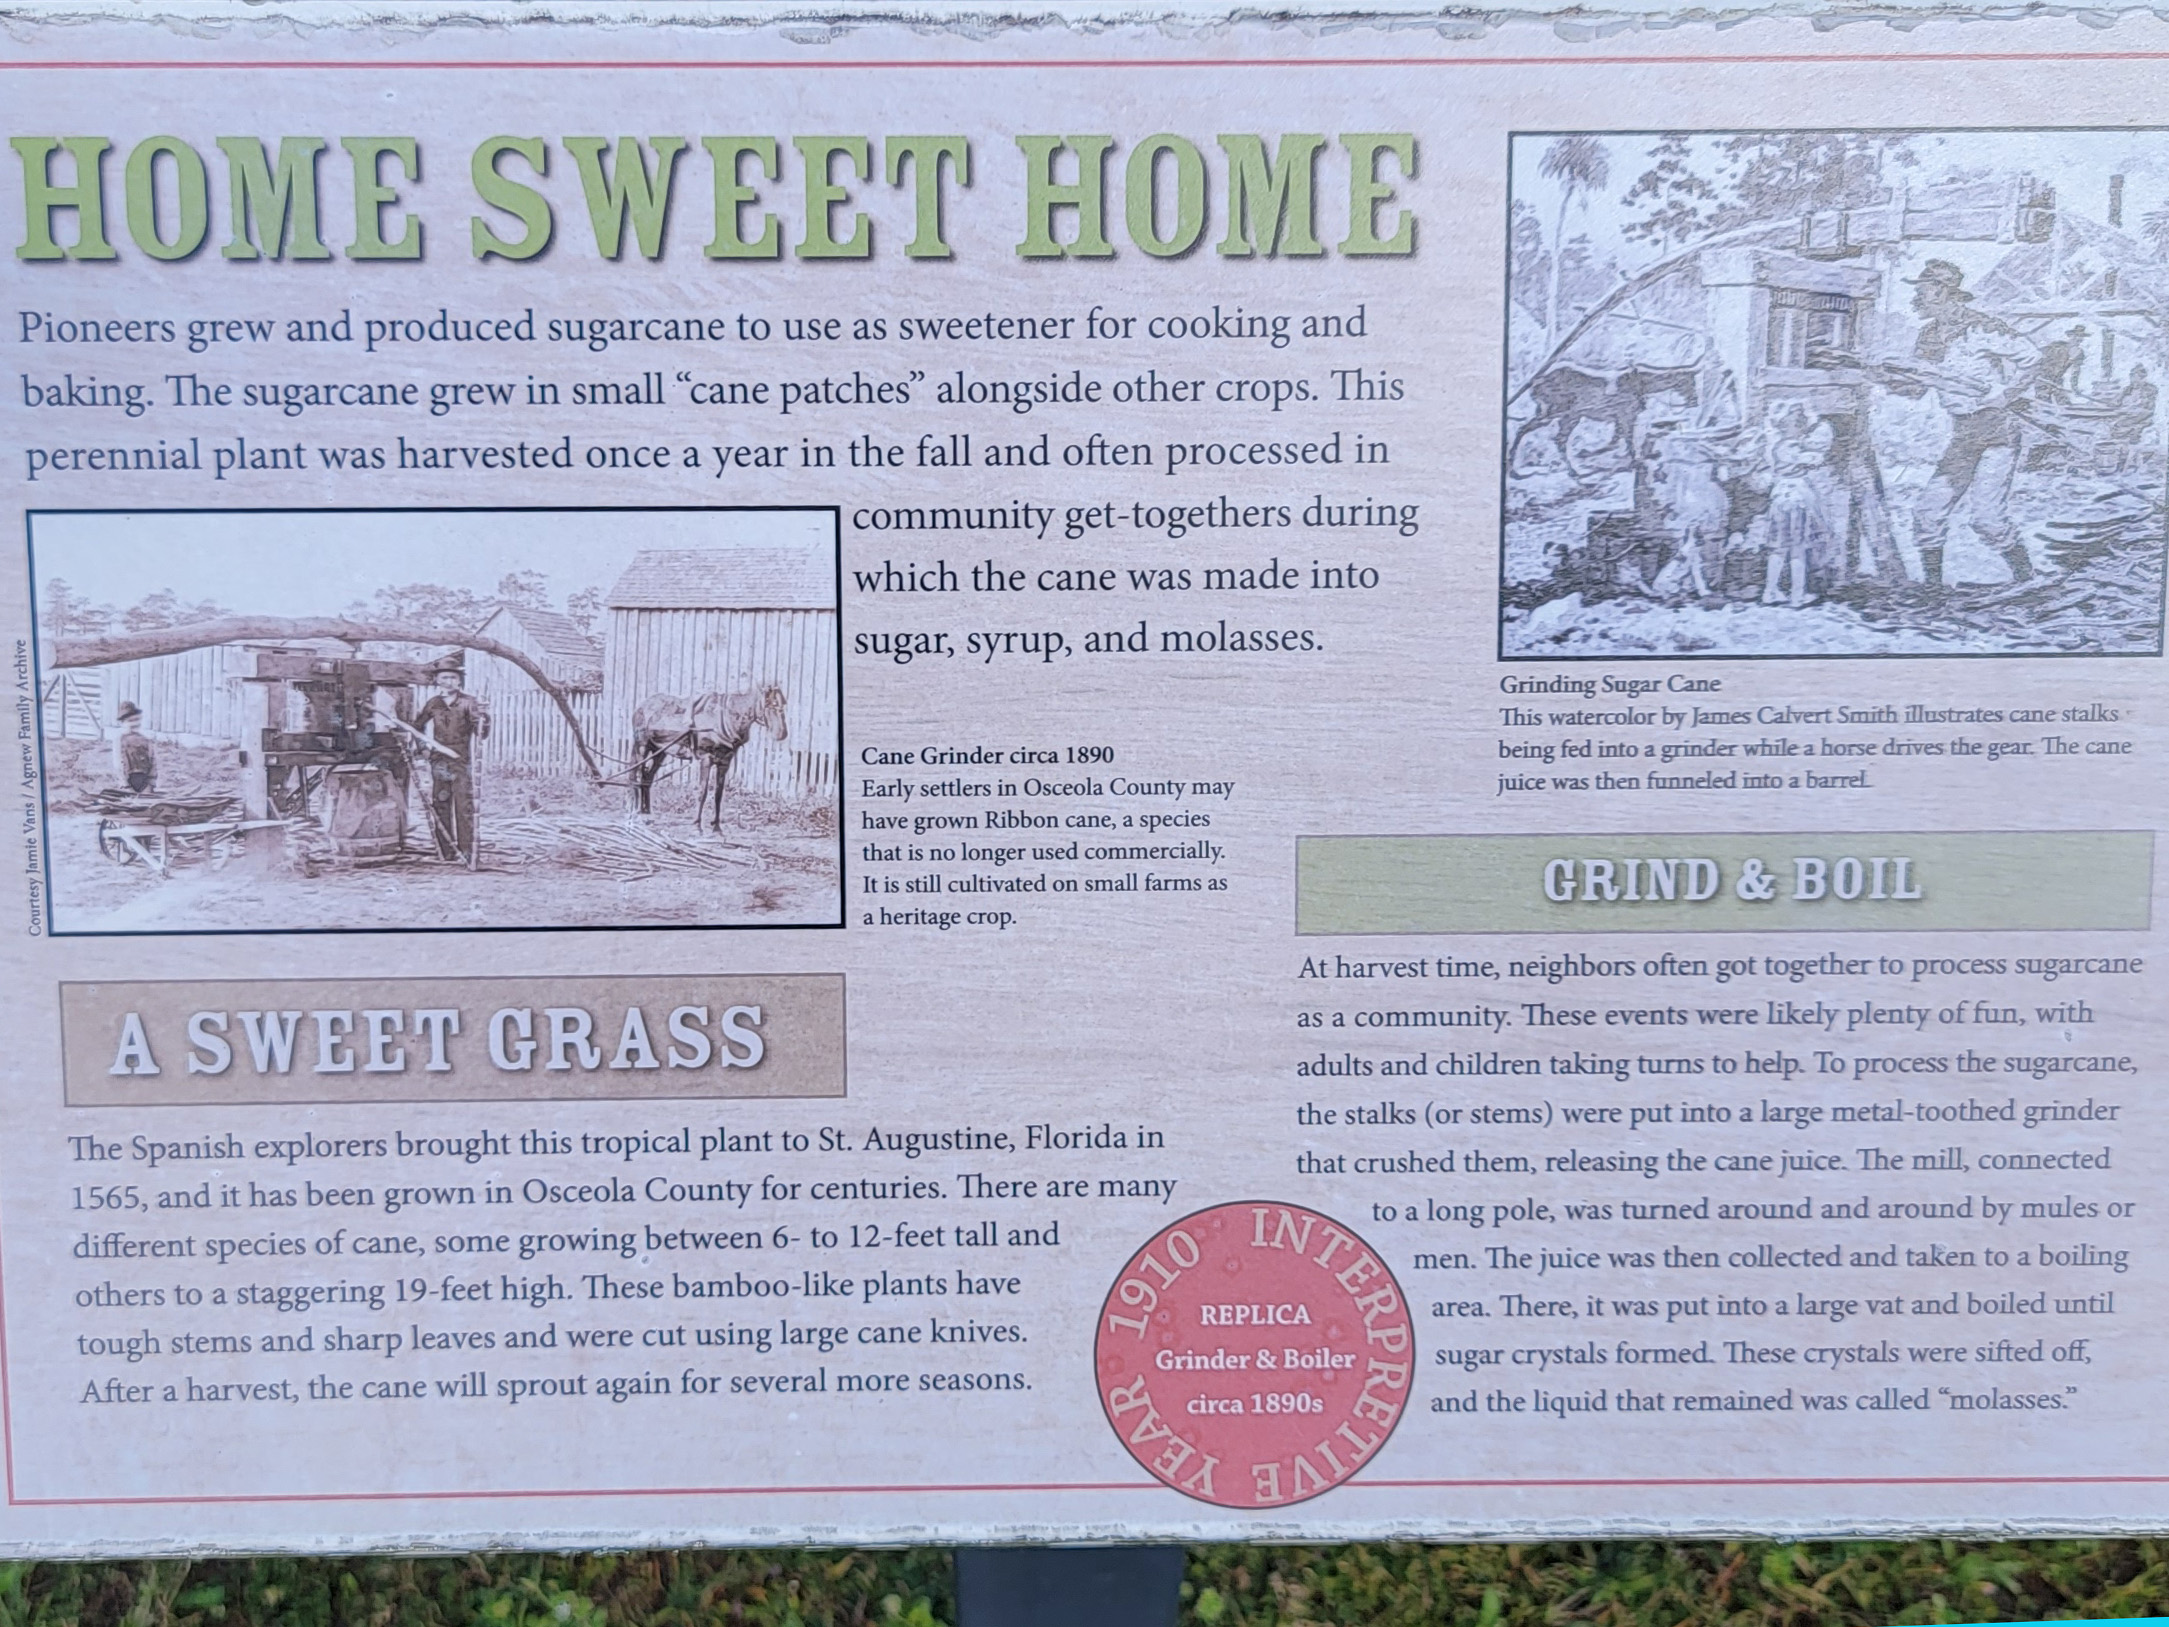 HOME SWEET HOME
Pioneers grew and produced sugarcane to use as sweetener for cooking and
baking. The sugarcane grew in small “cane patches” alongside other crops. This
perennial plant was harvested once a year in the fall and often processed in
community get-togethers during
which the cane was made into
sugar, syrup, and molasses.
Courtesy Jamie Vans / Agnew Family Archive
Cane Grinder circa 1890
Early settlers in Osceola County may
have grown Ribbon cane, a species
that is no longer used commercially.
It is still cultivated on small farms as
a heritage crop.
Grinding Sugar Cane
This watercolor by James Calvert Smith illustrates cane stalks
being fed into a grinder while a horse drives the gear. The cane
juice was then funneled into a barrel.
A SWEET GRASS
The Spanish explorers brought this tropical plant to St. Augustine, Florida in
1565, and it has been grown in Osceola County for centuries. There are many
different species of cane, some growing between 6- to 12-feet tall and
others to a staggering 19-feet high. These bamboo-like plants have
tough stems and sharp leaves and were cut using large cane knives.
After a harvest, the cane will sprout again for several more seasons.
GRIND & BOIL
At harvest time, neighbors often got together to process sugarcane
as a community. These events were likely plenty of fun, with
adults and children taking turns to help. To process the sugarcane,
the stalks (or stems) were put into a large metal-toothed grinder
that crushed them, releasing the cane juice. The mill, connected
to a long pole, was turned around and around by mules or
men. The juice was then collected and taken to a boiling
area. There, it was put into a large vat and boiled until
sugar crystals formed. These crystals were sifted off,
and the liquid that remained was called “molasses.”
INTERPRETIVE YEAR 1910
REPLICA
Grinder & Boiler
circa 1890s